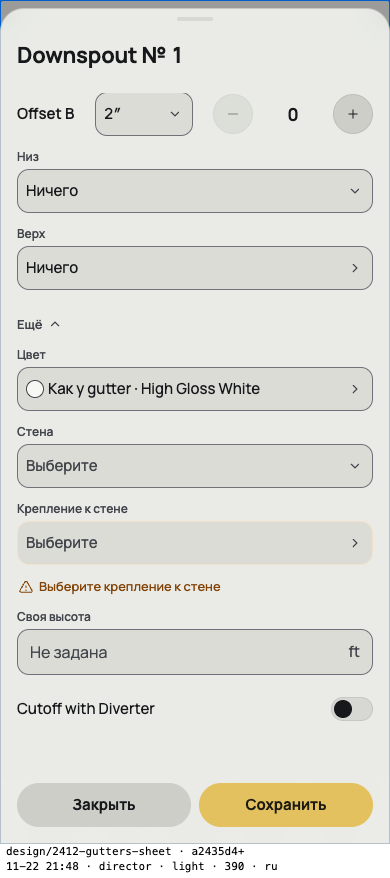 Downspout № 1
Offset B 2″ − 0 +
Низ
Ничего
Верх
Ничего
Ещё
Цвет
Как у gutter · High Gloss White
Стена
Выберите
Крепление к стене
Выберите
Выберите крепление к стене
Своя высота
Не задана ft
Cutoff with Diverter
Закрыть Сохранить
design/2412-gutters-sheet · a2435d4+
11-22 21:48 · director · light · 390 · ru